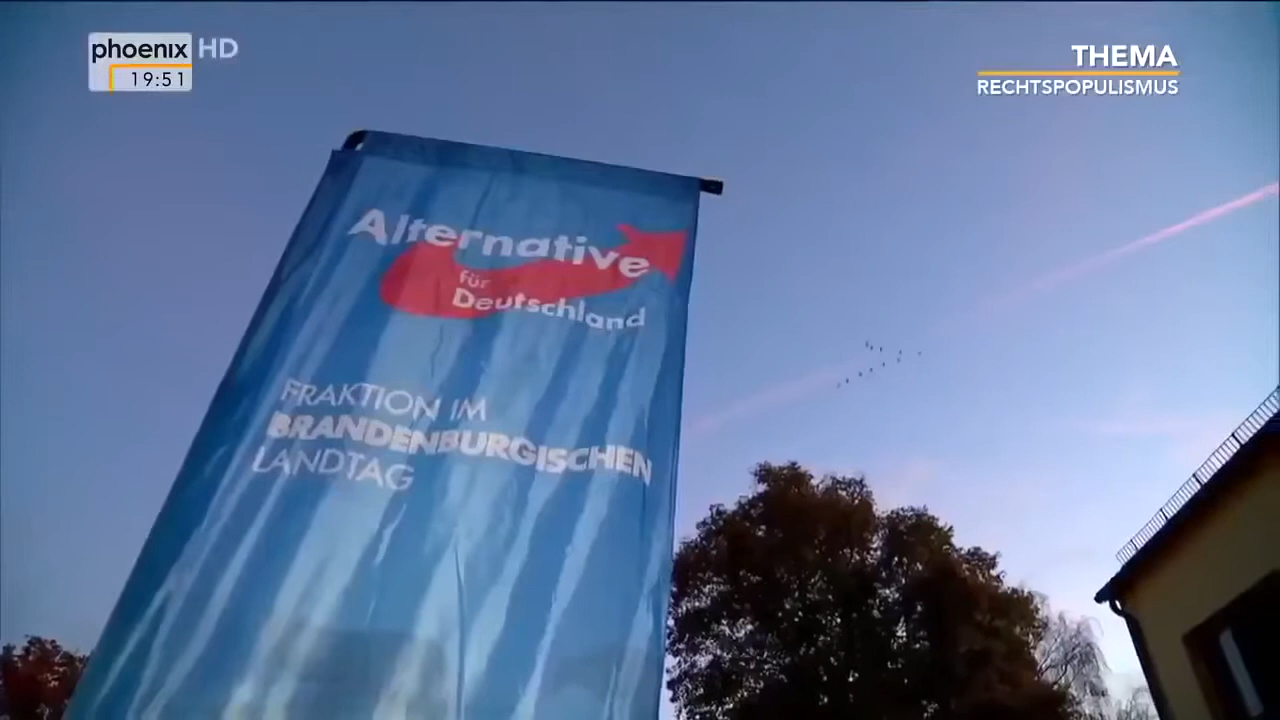 phoenix HD
19:51
THEMA
RECHTSPOPULISMUS
Alternative
für
Deutschland
FRAKTION IM
BRANDENBURGISCHEN
LANDTAG